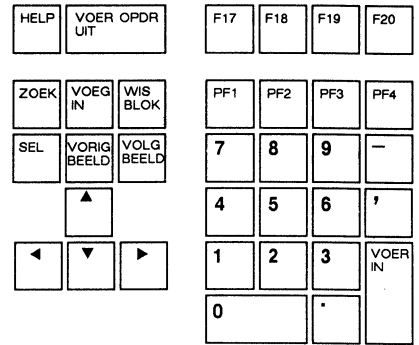 HELP VOER OPDR UIT F17 F18 F19 F20
ZOEK VOEG IN WIS BLOK PF1 PF2 PF3 PF4
SEL VORIG BEELD VOLG BEELD 7 8 9 –
▲ 4 5 6 ,
◀ ▼ ▶ 1 2 3 VOER IN
0 .